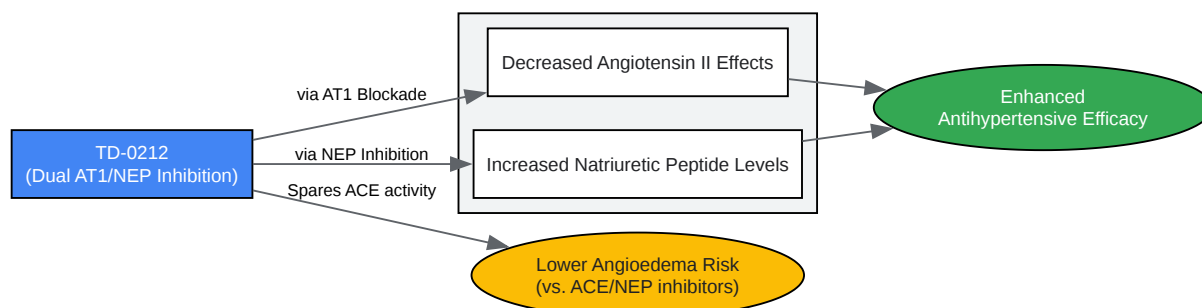 Decreased Angiotensin II Effects
via AT1 Blockade
Enhanced
Antihypertensive Efficacy
TD-0212
(Dual AT1/NEP Inhibition)
via NEP Inhibition
Increased Natriuretic Peptide Levels
Spares ACE activity
Lower Angioedema Risk
(vs. ACE/NEP inhibitors)